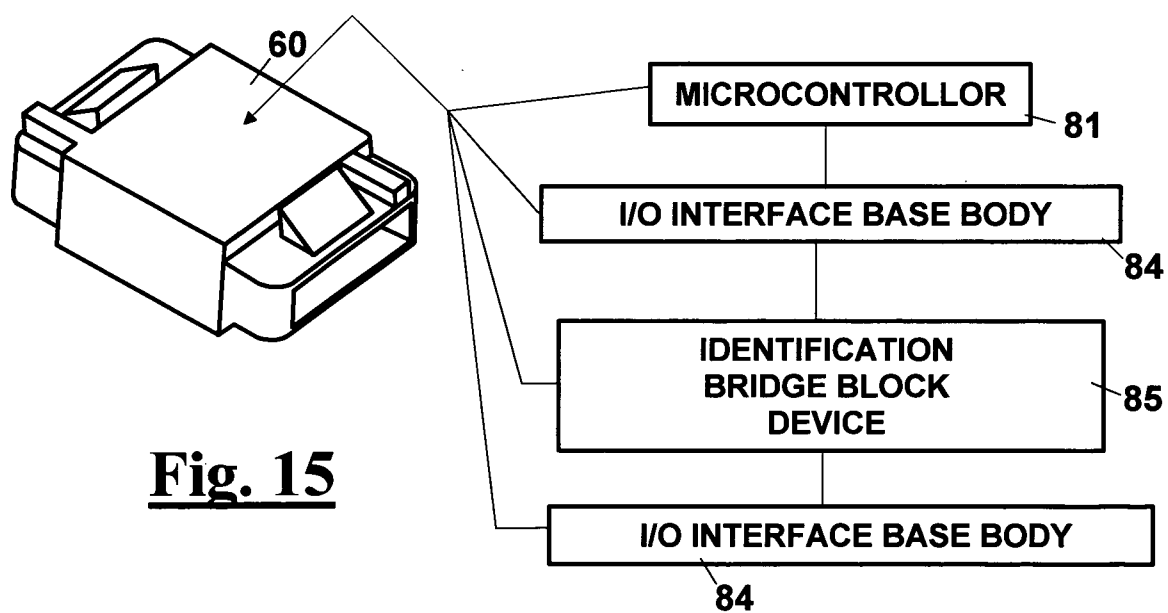 60
MICROCONTROLLOR
81
I/O INTERFACE BASE BODY
84
IDENTIFICATION
BRIDGE BLOCK
DEVICE
85
Fig. 15
I/O INTERFACE BASE BODY
84